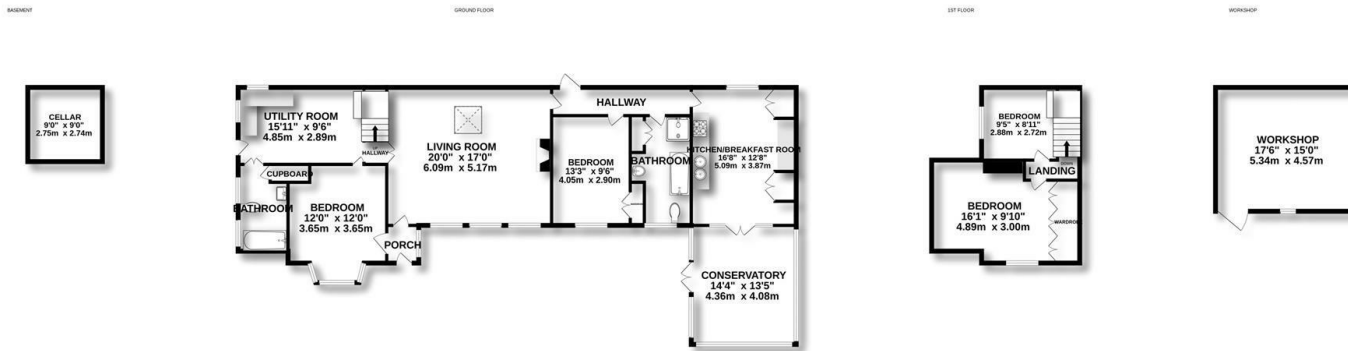 BASEMENT
GROUND FLOOR
1ST FLOOR
WORKSHOP
CELLAR
9'0" x 9'0"
2.75m x 2.74m
UTILITY ROOM
15'11" x 9'6"
4.85m x 2.89m
UP
HALLWAY
CUPBOARD
BATHROOM
BEDROOM
12'0" x 12'0"
3.65m x 3.65m
PORCH
LIVING ROOM
20'0" x 17'0"
6.09m x 5.17m
HALLWAY
BEDROOM
13'3" x 9'6"
4.05m x 2.90m
BATHROOM
KITCHEN/BREAKFAST ROOM
16'8" x 12'8"
5.09m x 3.87m
CONSERVATORY
14'4" x 13'5"
4.36m x 4.08m
BEDROOM
9'5" x 8'11"
2.88m x 2.72m
DOWN
LANDING
BEDROOM
16'1" x 9'10"
4.89m x 3.00m
WARDROBE
WORKSHOP
17'6" x 15'0"
5.34m x 4.57m